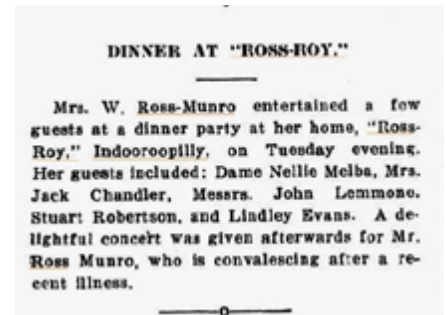 DINNER AT "ROSS-ROY."
Mrs. W. Ross-Munro entertained a few
guests at a dinner party at her home, "Ross-
Roy," Indooroopilly, on Tuesday evening.
Her guests included: Dame Nellie Melba, Mrs.
Jack Chandler, Messrs. John Lemmone,
Stuart Robertson, and Lindley Evans. A de-
lightful concert was given afterwards for Mr.
Ross Munro, who is convalescing after a re-
cent illness.